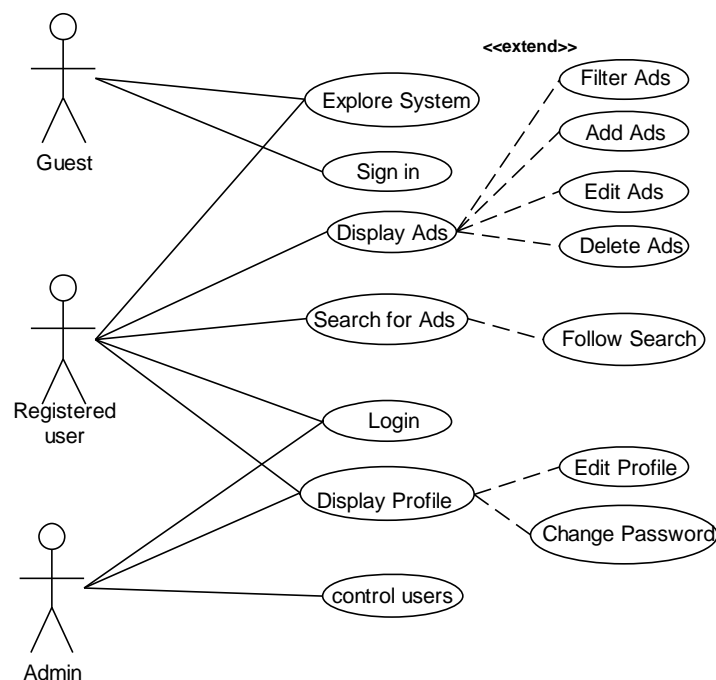 <<extend>>
Filter Ads
Explore System
Add Ads
Guest
Sign in
Edit Ads
Display Ads
Delete Ads
Search for Ads
Follow Search
Registered
user
Login
Edit Profile
Display Profile
Change Password
control users
Admin